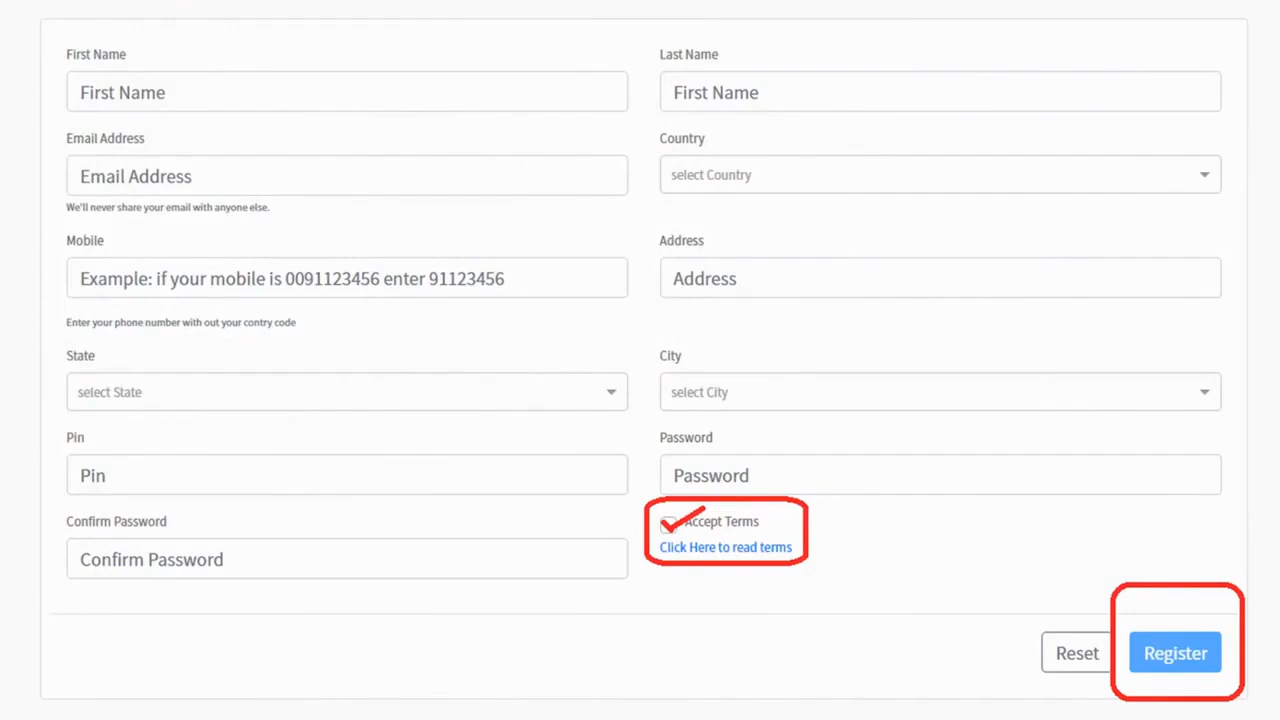 First Name
Last Name
First Name
First Name
Email Address
Country
Email Address
select Country
We'll never share your email with anyone else.
Mobile
Address
Example: if your mobile is 0091123456 enter 91123456
Address
Enter your phone number with out your contry code
State
City
select State
select City
Pin
Password
Pin
Password
Confirm Password
Accept Terms
Click Here to read terms
Confirm Password
Reset
Register